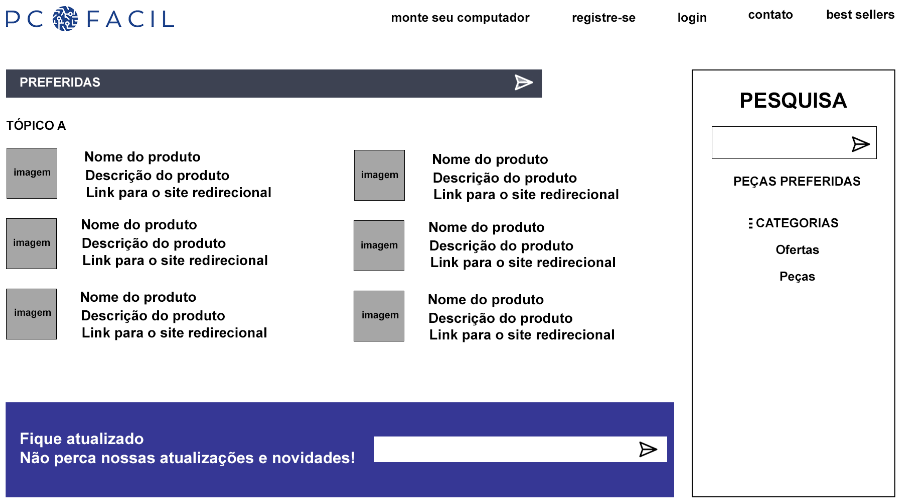 PC FACIL
monte seu computador
registre-se
login
contato
best sellers
PREFERIDAS
TÓPICO A
imagem
Nome do produto
Descrição do produto
Link para o site redirecional
imagem
Nome do produto
Descrição do produto
Link para o site redirecional
imagem
Nome do produto
Descrição do produto
Link para o site redirecional
imagem
Nome do produto
Descrição do produto
Link para o site redirecional
imagem
Nome do produto
Descrição do produto
Link para o site redirecional
imagem
Nome do produto
Descrição do produto
Link para o site redirecional
PESQUISA
PEÇAS PREFERIDAS
CATEGORIAS
Ofertas
Peças
Fique atualizado
Não perca nossas atualizações e novidades!